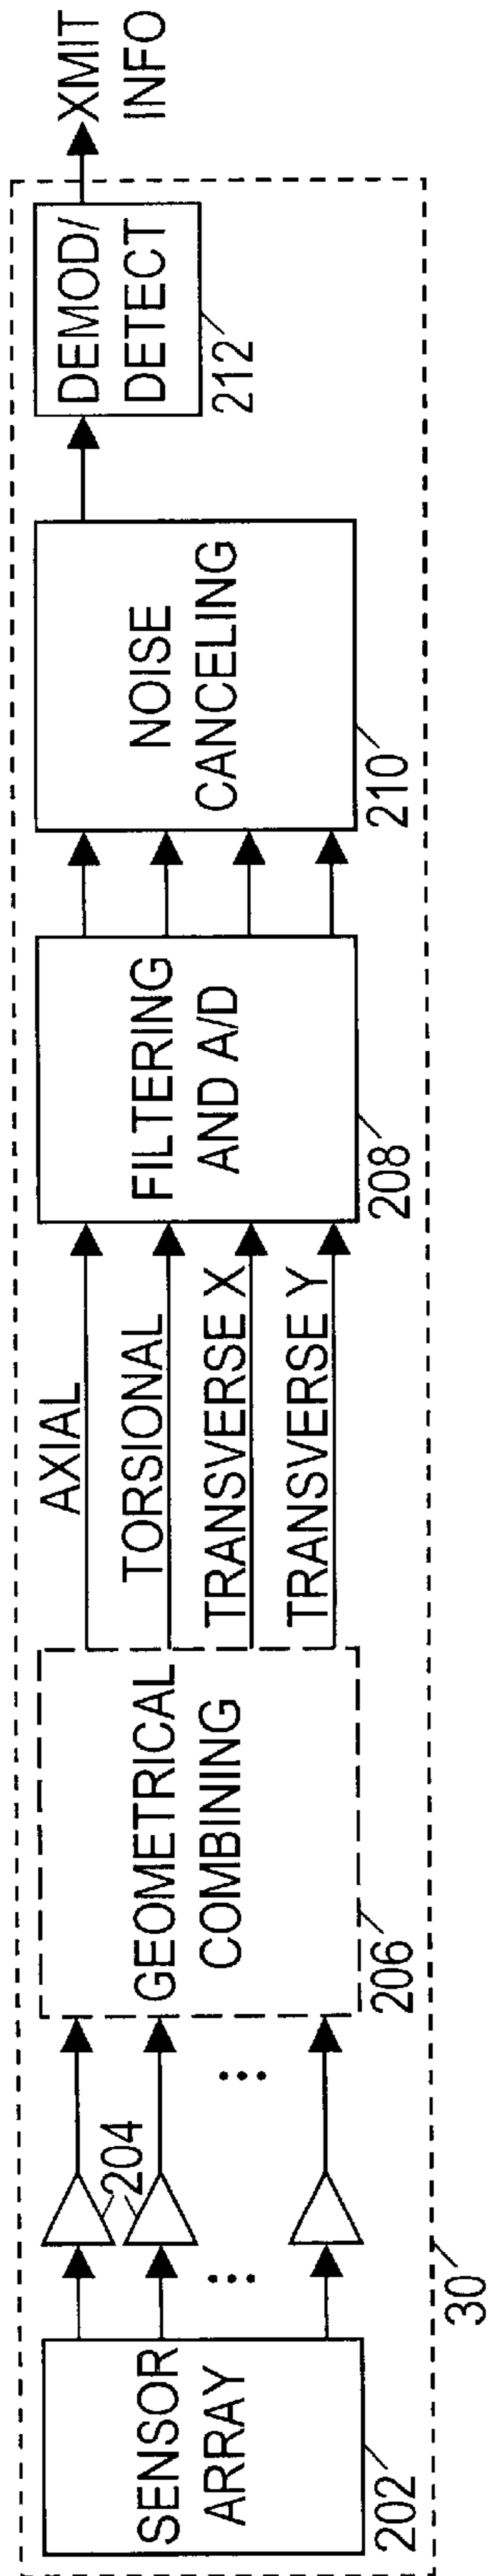 SENSOR
ARRAY
202
204
GEOMETRICAL
COMBINING
206
AXIAL
TORSIONAL
TRANSVERSE X
TRANSVERSE Y
FILTERING
AND A/D
208
NOISE
CANCELING
210
DEMOD/
DETECT
212
XMIT
INFO
30